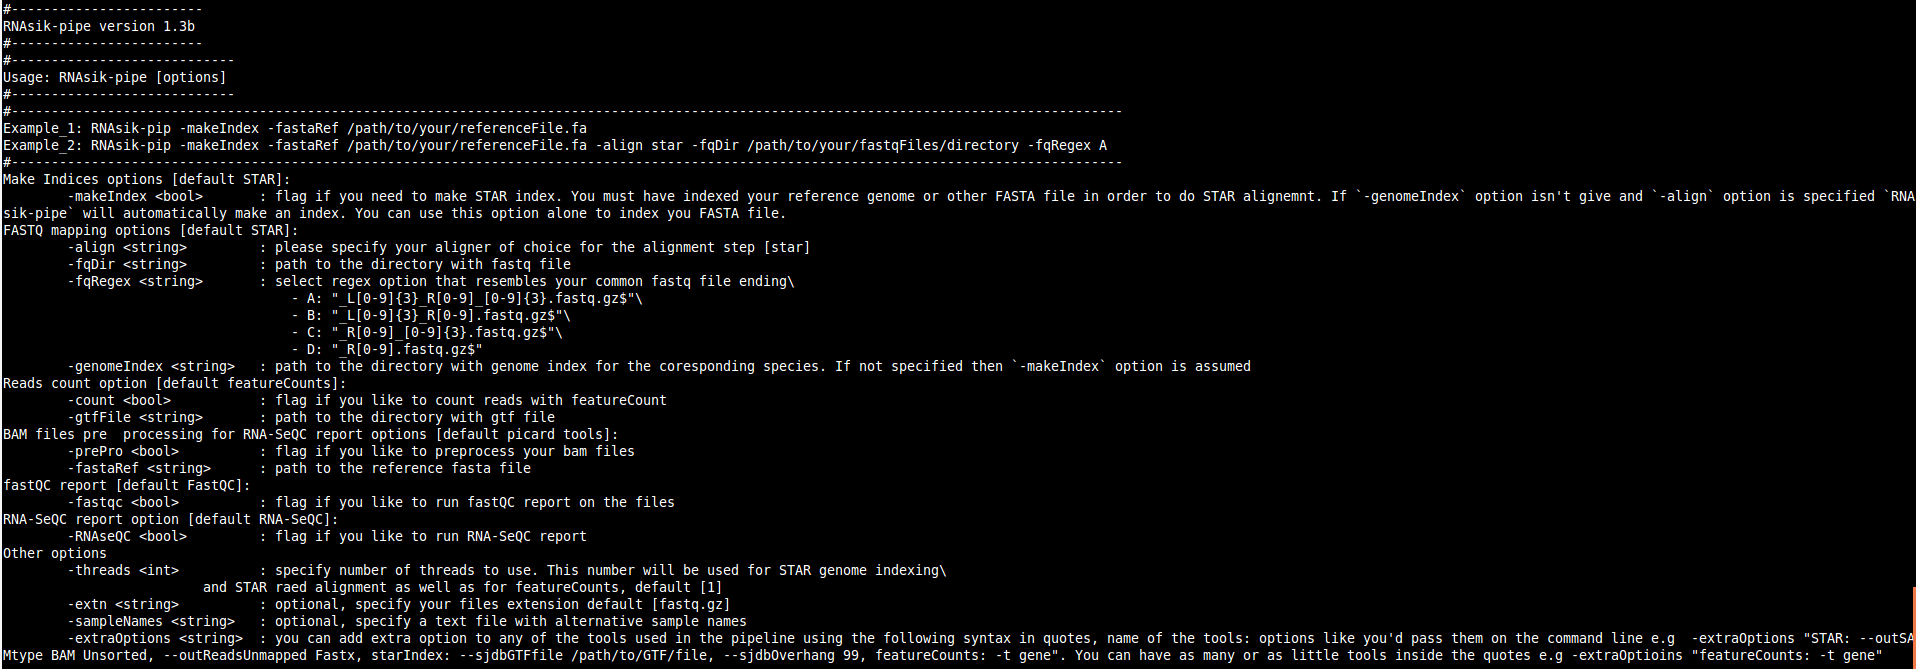 #------------------------
RNAsik-pipe version 1.3b
#------------------------
#----------------------------
Usage: RNAsik-pipe [options]
#----------------------------
#-------------------------------------------------------------------------------------------------------------------------------------------
Example_1: RNAsik-pip -makeIndex -fastaRef /path/to/your/referenceFile.fa
Example_2: RNAsik-pip -makeIndex -fastaRef /path/to/your/referenceFile.fa -align star -fqDir /path/to/your/fastqFiles/directory -fqRegex A
#-------------------------------------------------------------------------------------------------------------------------------------------
Make Indices options [default STAR]:
        -makeIndex <bool>       : flag if you need to make STAR index. You must have indexed your reference genome or other FASTA file in order to do STAR alignemnt. If `-genomeIndex` option isn't give and `-align` option is specified `RNA
sik-pipe` will automatically make an index. You can use this option alone to index you FASTA file.
FASTQ mapping options [default STAR]:
        -align <string>         : please specify your aligner of choice for the alignment step [star]
        -fqDir <string>         : path to the directory with fastq file
        -fqRegex <string>       : select regex option that resembles your common fastq file ending\
                                    - A: "_L[0-9]{3}_R[0-9]_[0-9]{3}.fastq.gz$"\
                                    - B: "_L[0-9]{3}_R[0-9].fastq.gz$"\
                                    - C: "_R[0-9]_[0-9]{3}.fastq.gz$"\
                                    - D: "_R[0-9].fastq.gz$"
        -genomeIndex <string>   : path to the directory with genome index for the coresponding species. If not specified then `-makeIndex` option is assumed
Reads count option [default featureCounts]:
        -count <bool>           : flag if you like to count reads with featureCount
        -gtfFile <string>       : path to the directory with gtf file
BAM files pre  processing for RNA-SeQC report options [default picard tools]:
        -prePro <bool>          : flag if you like to preprocess your bam files
        -fastaRef <string>      : path to the reference fasta file
fastQC report [default FastQC]:
        -fastqc <bool>          : flag if you like to run fastQC report on the files
RNA-SeQC report option [default RNA-SeQC]:
        -RNAseQC <bool>         : flag if you like to run RNA-SeQC report
Other options
        -threads <int>          : specify number of threads to use. This number will be used for STAR genome indexing\
                         and STAR raed alignment as well as for featureCounts, default [1]
        -extn <string>          : optional, specify your files extension default [fastq.gz]
        -sampleNames <string>   : optional, specify a text file with alternative sample names
        -extraOptions <string>  : you can add extra option to any of the tools used in the pipeline using the following syntax in quotes, name of the tools: options like you'd pass them on the command line e.g  -extraOptions "STAR: --outSA
Mtype BAM Unsorted, --outReadsUnmapped Fastx, starIndex: --sjdbGTFfile /path/to/GTF/file, --sjdbOverhang 99, featureCounts: -t gene". You can have as many or as little tools inside the quotes e.g -extraOptioins "featureCounts: -t gene"